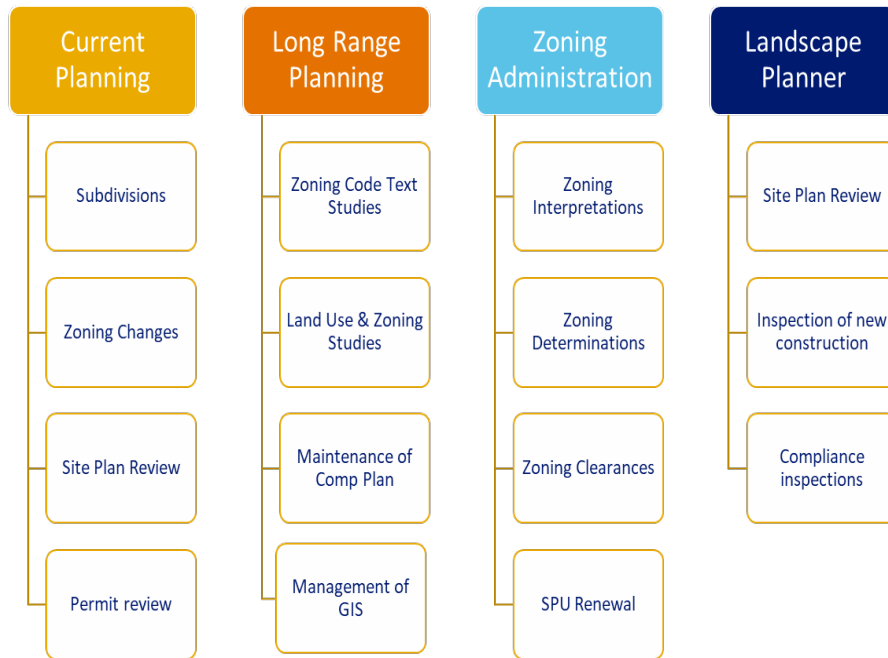 Current
Planning
Subdivisions
Zoning Changes
Site Plan Review
Permit review
Long Range
Planning
Zoning Code Text
Studies
Land Use & Zoning
Studies
Maintenance of
Comp Plan
Management of
GIS
Zoning
Administration
Zoning
Interpretations
Zoning
Determinations
Zoning Clearances
SPU Renewal
Landscape
Planner
Site Plan Review
Inspection of new
construction
Compliance
inspections